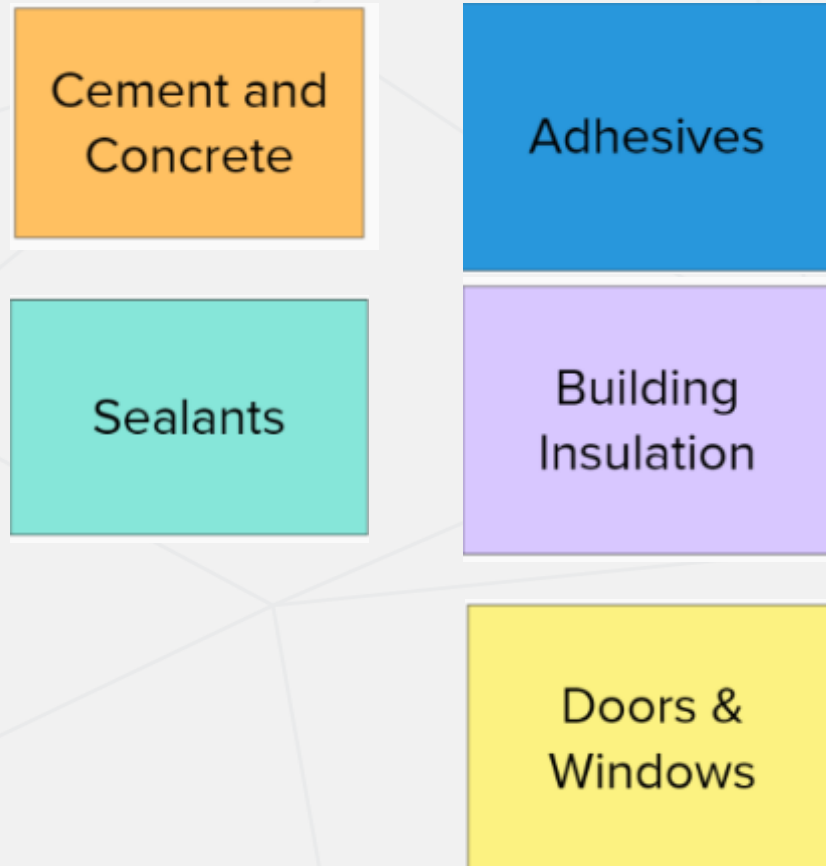 Cement and
Concrete
Adhesives
Sealants
Building
Insulation
Doors &
Windows